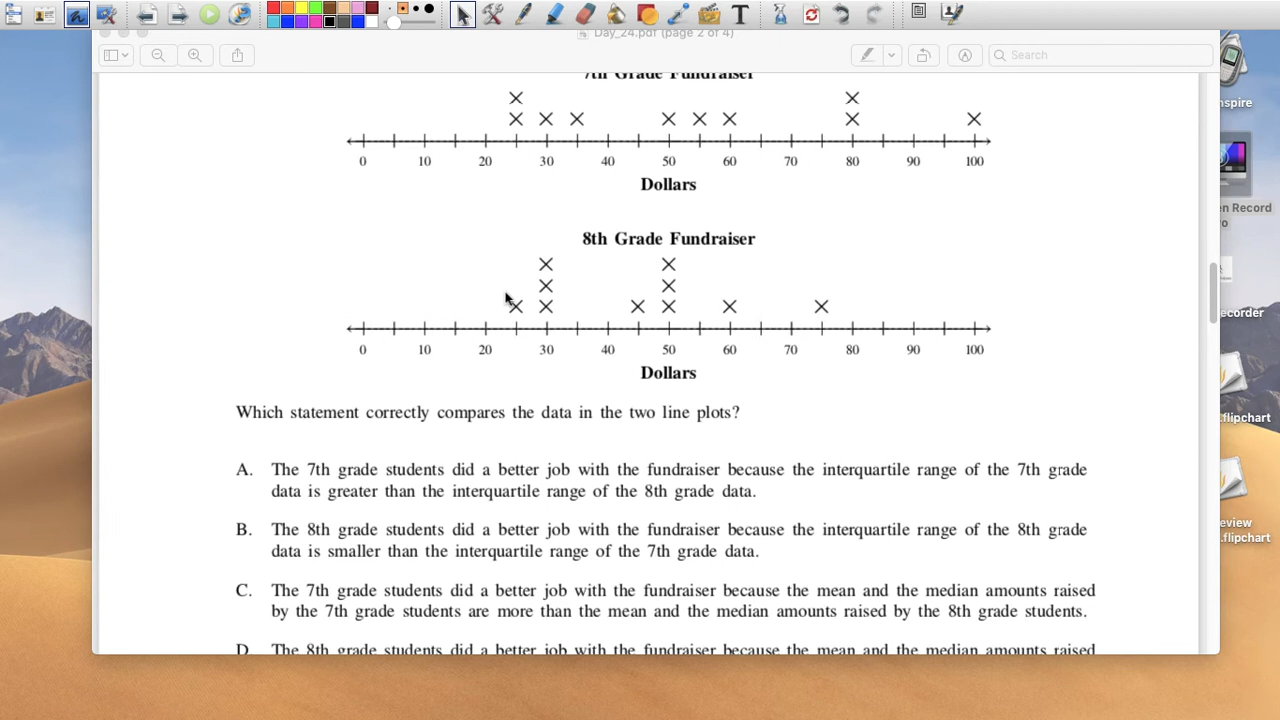 Day_24.pdf (page 2 of 4)
Search
7th Grade Fundraiser
0 10 20 30 40 50 60 70 80 90 100
Dollars
8th Grade Fundraiser
0 10 20 30 40 50 60 70 80 90 100
Dollars
Which statement correctly compares the data in the two line plots?
A. The 7th grade students did a better job with the fundraiser because the interquartile range of the 7th grade
data is greater than the interquartile range of the 8th grade data.
B. The 8th grade students did a better job with the fundraiser because the interquartile range of the 8th grade
data is smaller than the interquartile range of the 7th grade data.
C. The 7th grade students did a better job with the fundraiser because the mean and the median amounts raised
by the 7th grade students are more than the mean and the median amounts raised by the 8th grade students.
D. The 8th grade students did a better job with the fundraiser because the mean and the median amounts raised
nspire
en Record
o
ecorder
.flipchart
eview
.flipchart